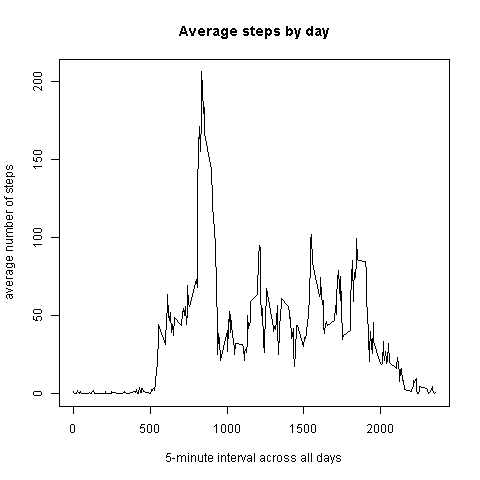 Average steps by day
average number of steps
200
150
100
50
0
0 500 1000 1500 2000
5-minute interval across all days